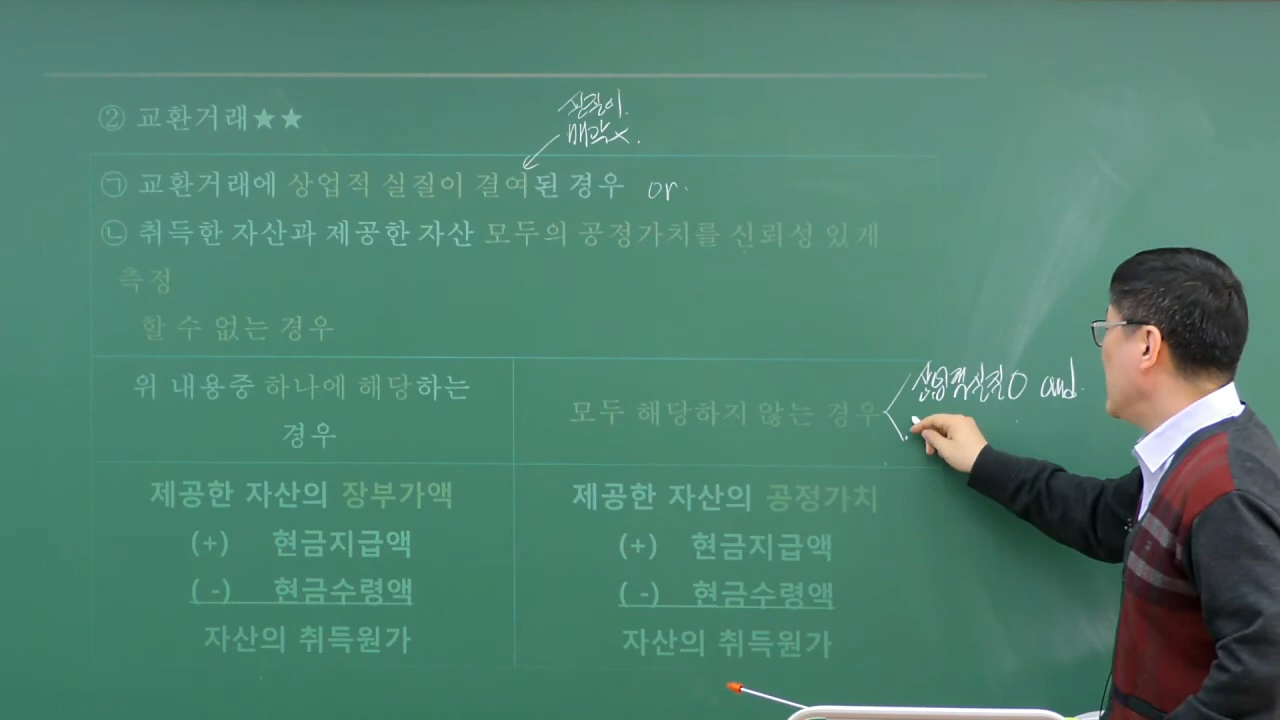 ② 교환거래★★
실질이.
매각x.
㉠ 교환거래에 상업적 실질이 결여된 경우 or.
㉡ 취득한 자산과 제공한 자산 모두의 공정가치를 신뢰성 있게
측정
할 수 없는 경우
위 내용중 하나에 해당하는
경우
모두 해당하지 않는 경우
상업적실질O and.
제공한 자산의 장부가액
(+) 현금지급액
(-) 현금수령액
자산의 취득원가
제공한 자산의 공정가치
(+) 현금지급액
(-) 현금수령액
자산의 취득원가